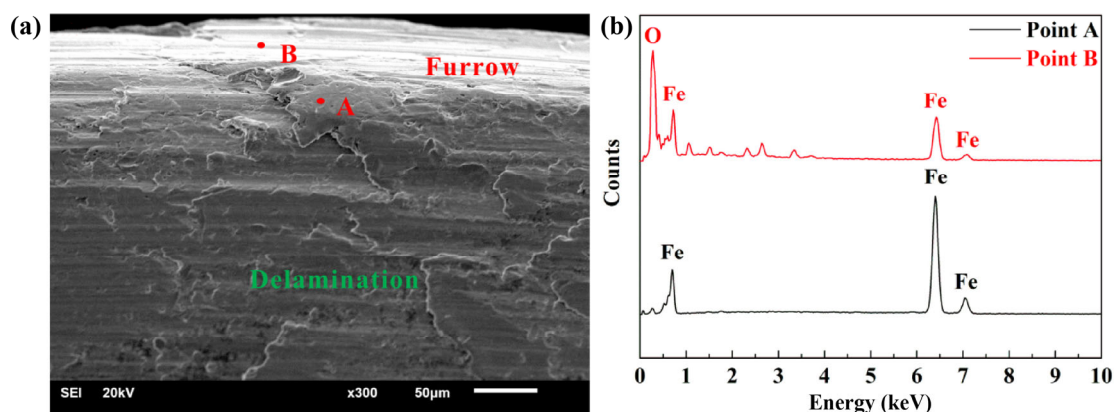 (a)
B
Furrow
A
Delamination
SEI 20kV x300 50μm
(b)
Point A
Point B
O
Fe
Fe
Fe
Fe
Fe
Fe
Counts
0 1 2 3 4 5 6 7 8 9 10
Energy (keV)